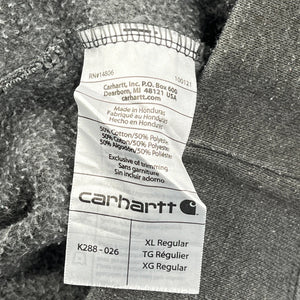 RN#14806 100121
Carhartt, Inc. P.O. Box 600
Dearborn, MI 48121 USA
carhartt.com
Made in Honduras
Fabriqué au Honduras
Hecho en Honduras
50% Cotton/50% Polyester
50% Coton/50% Polyester
50% Algodón/50% Poliéster
Exclusive of trimming
Sans garniture
Sin incluir adorno
carhartt
K288 - 026
XL Regular
TG Régulier
XG Regular